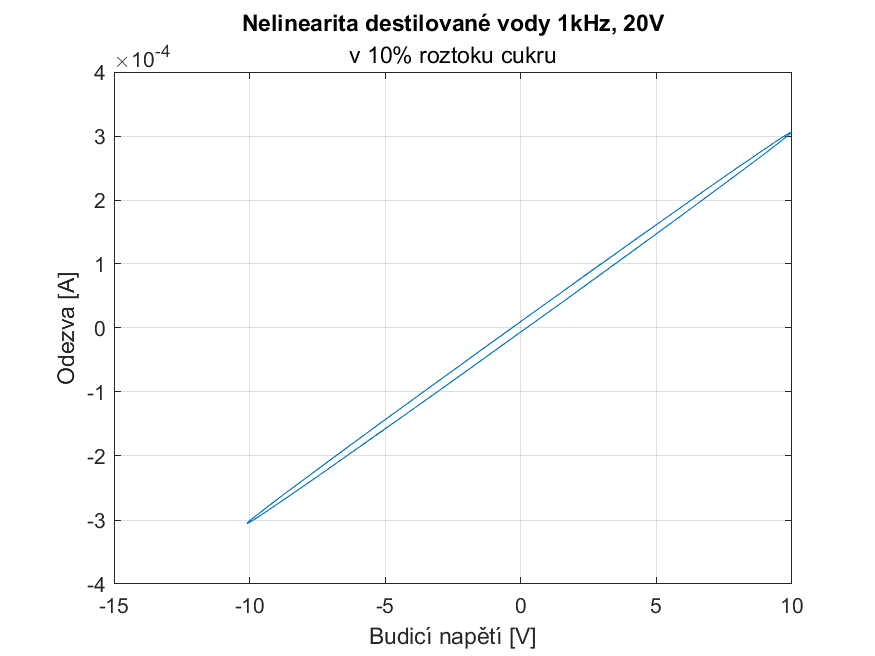 Nelinearita destilované vody 1kHz, 20V
v 10% roztoku cukru
×10^-4
4
3
2
1
0
-1
-2
-3
-4
Odezva [A]
-15 -10 -5 0 5 10
Budicí napětí [V]